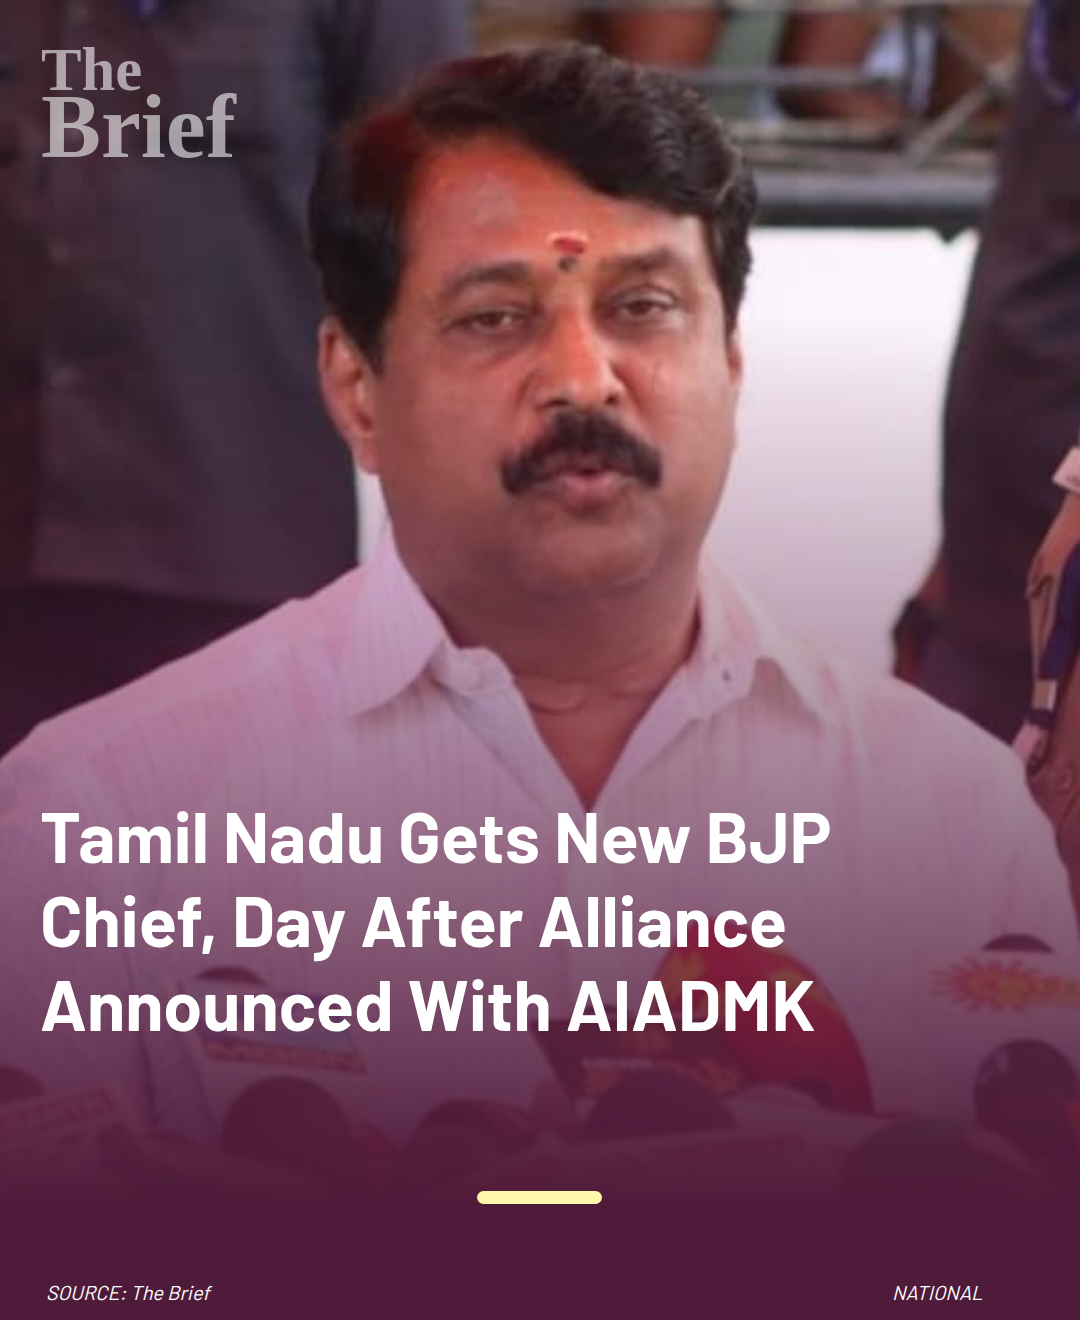 The
Brief
Tamil Nadu Gets New BJP
Chief, Day After Alliance
Announced With AIADMK
SOURCE: The Brief
NATIONAL